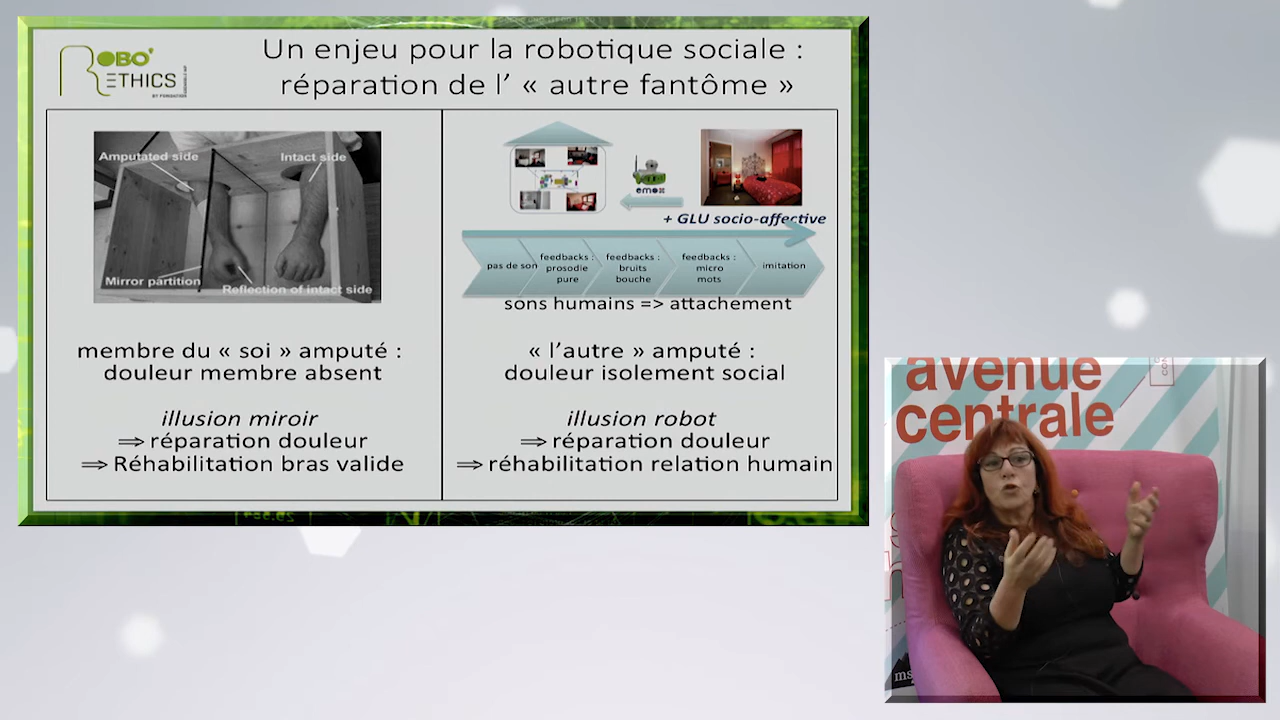 Un enjeu pour la robotique sociale :
réparation de l' « autre fantôme »
ROBO'
ETHICS
Amputated side
Intact side
Mirror partition
Reflection of intact side
emox
+ GLU socio-affective
pas de son
feedbacks :
prosodie
pure
feedbacks :
bruits
bouche
feedbacks :
micro
mots
imitation
sons humains => attachement
membre du « soi » amputé :
douleur membre absent
illusion miroir
⇒ réparation douleur
⇒ Réhabilitation bras valide
« l'autre » amputé :
douleur isolement social
illusion robot
⇒ réparation douleur
⇒ réhabilitation relation humain
avenue
centrale